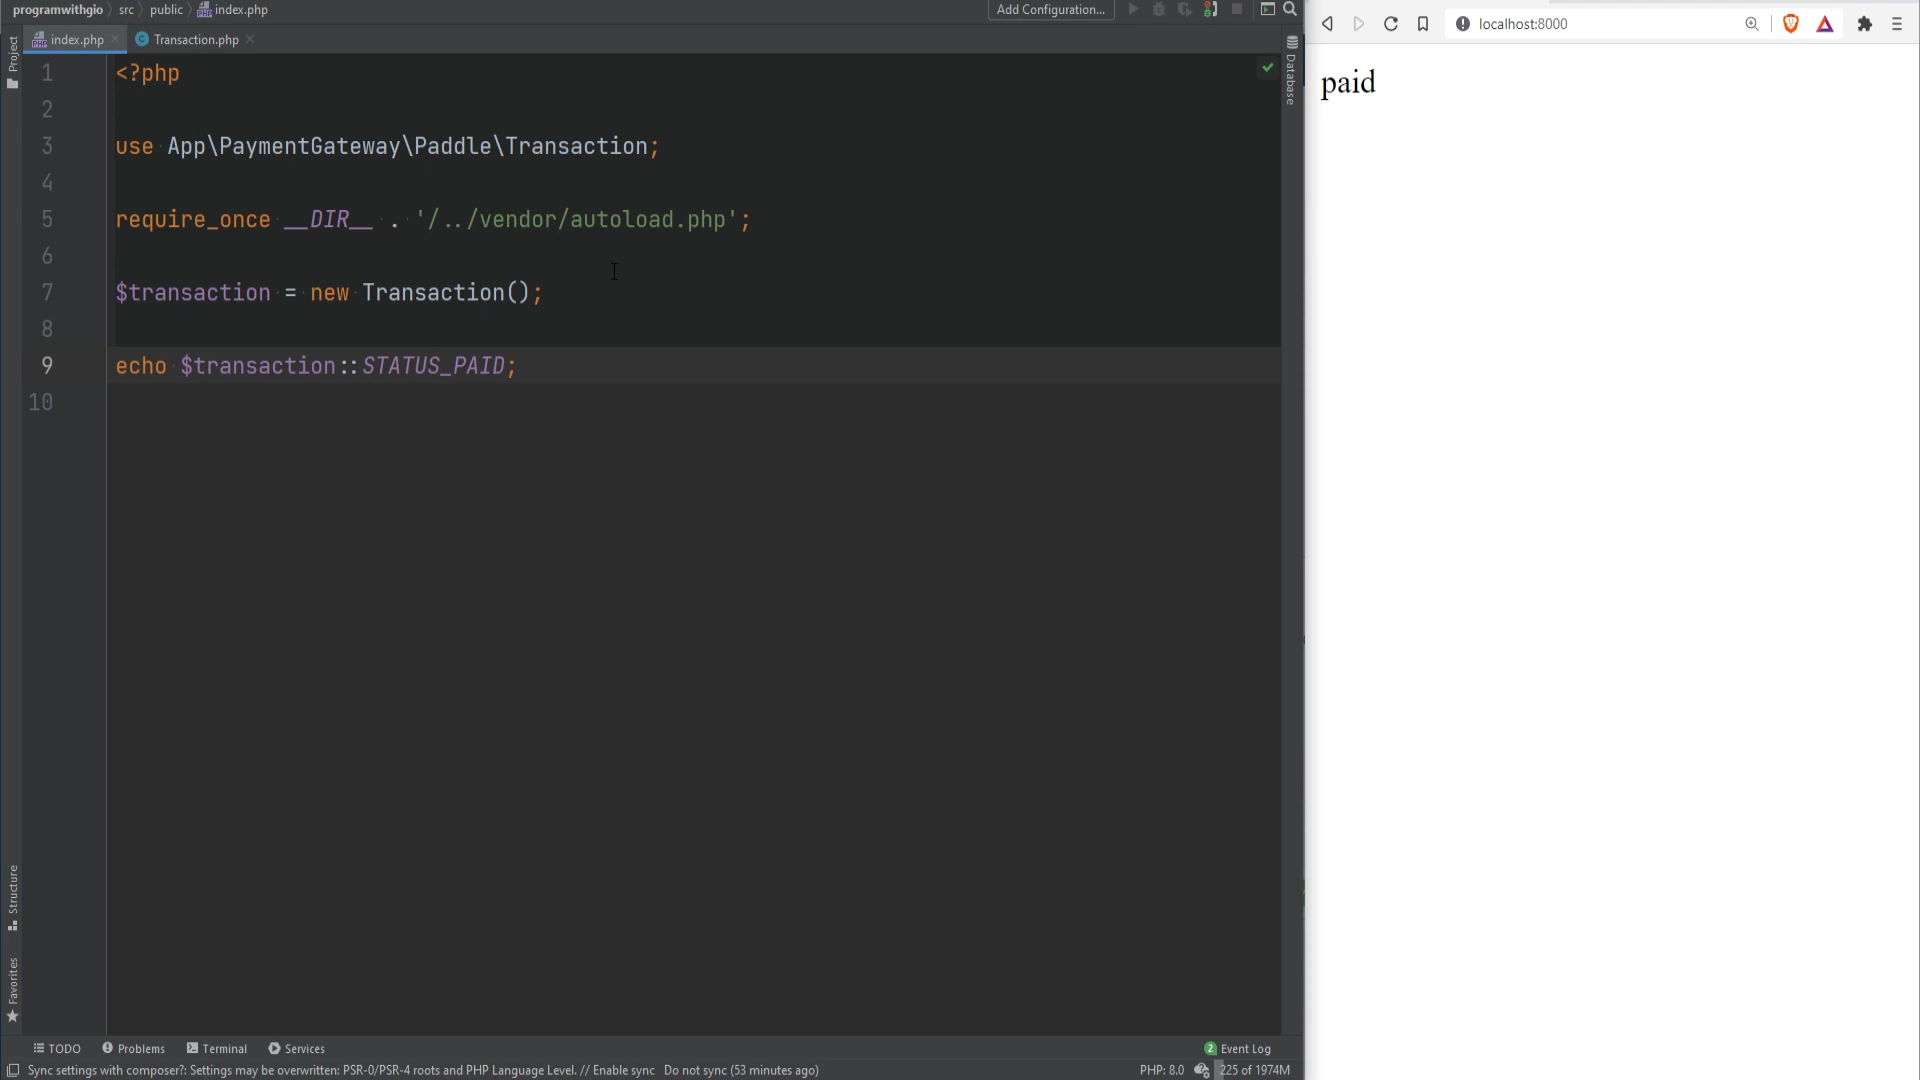 programwithgio src public index.php
Add Configuration...
index.php Transaction.php
Project
Database
1 <?php
2
3 use App\PaymentGateway\Paddle\Transaction;
4
5 require_once __DIR__ . '/../vendor/autoload.php';
6
7 $transaction = new Transaction();
8
9 echo $transaction::STATUS_PAID;
10
Structure
Favorites
TODO Problems Terminal Services
2 Event Log
Sync settings with composer?: Settings may be overwritten: PSR-0/PSR-4 roots and PHP Language Level. // Enable sync Do not sync (53 minutes ago)
PHP: 8.0 225 of 1974M
localhost:8000
paid